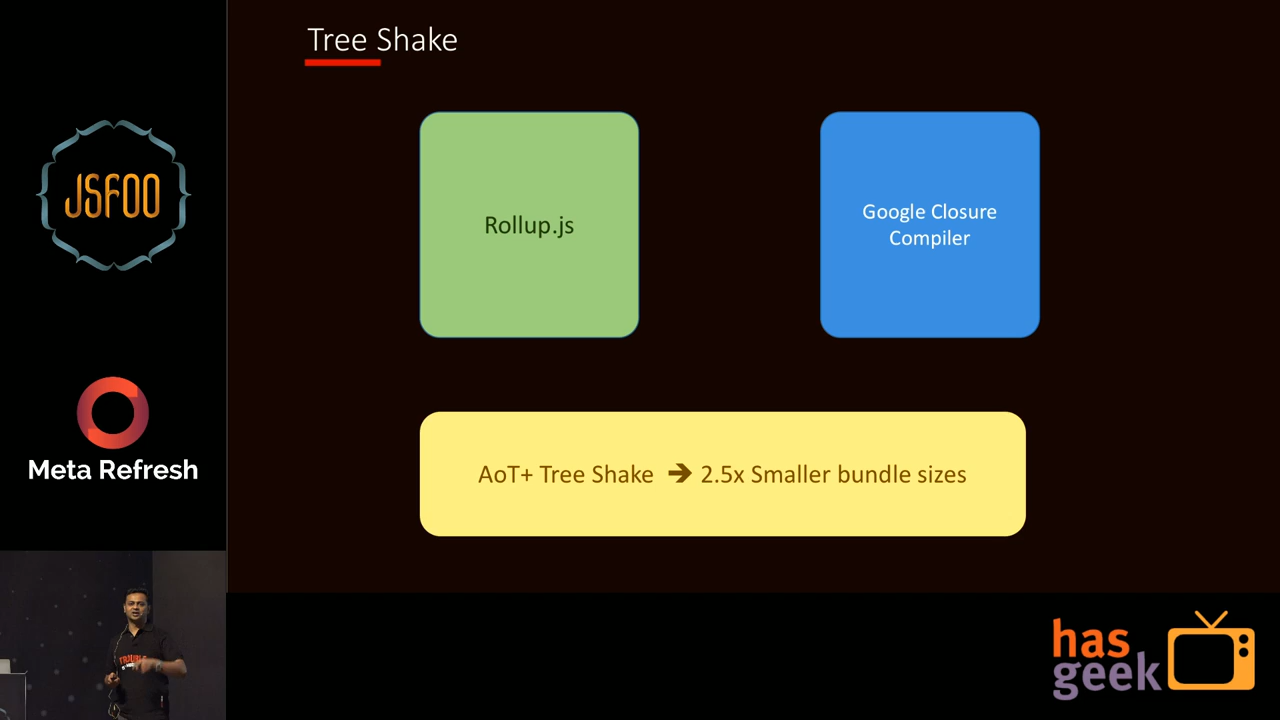 Tree Shake
JSFOO
Rollup.js
Google Closure
Compiler
Meta Refresh
AoT+ Tree Shake ➔ 2.5x Smaller bundle sizes
has
geek